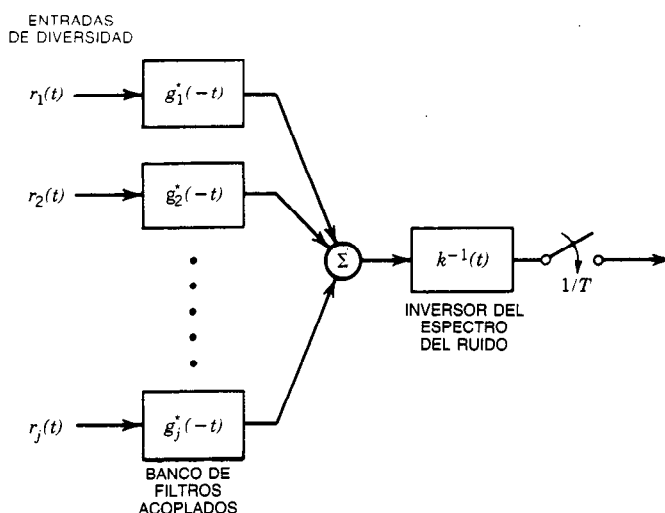 ENTRADAS
DE DIVERSIDAD
r₁(t)
g₁*(−t)
r₂(t)
g₂*(−t)
Σ
k⁻¹(t)
1/T
INVERSOR DEL
ESPECTRO
DEL RUIDO
rⱼ(t)
gⱼ*(−t)
BANCO DE
FILTROS
ACOPLADOS